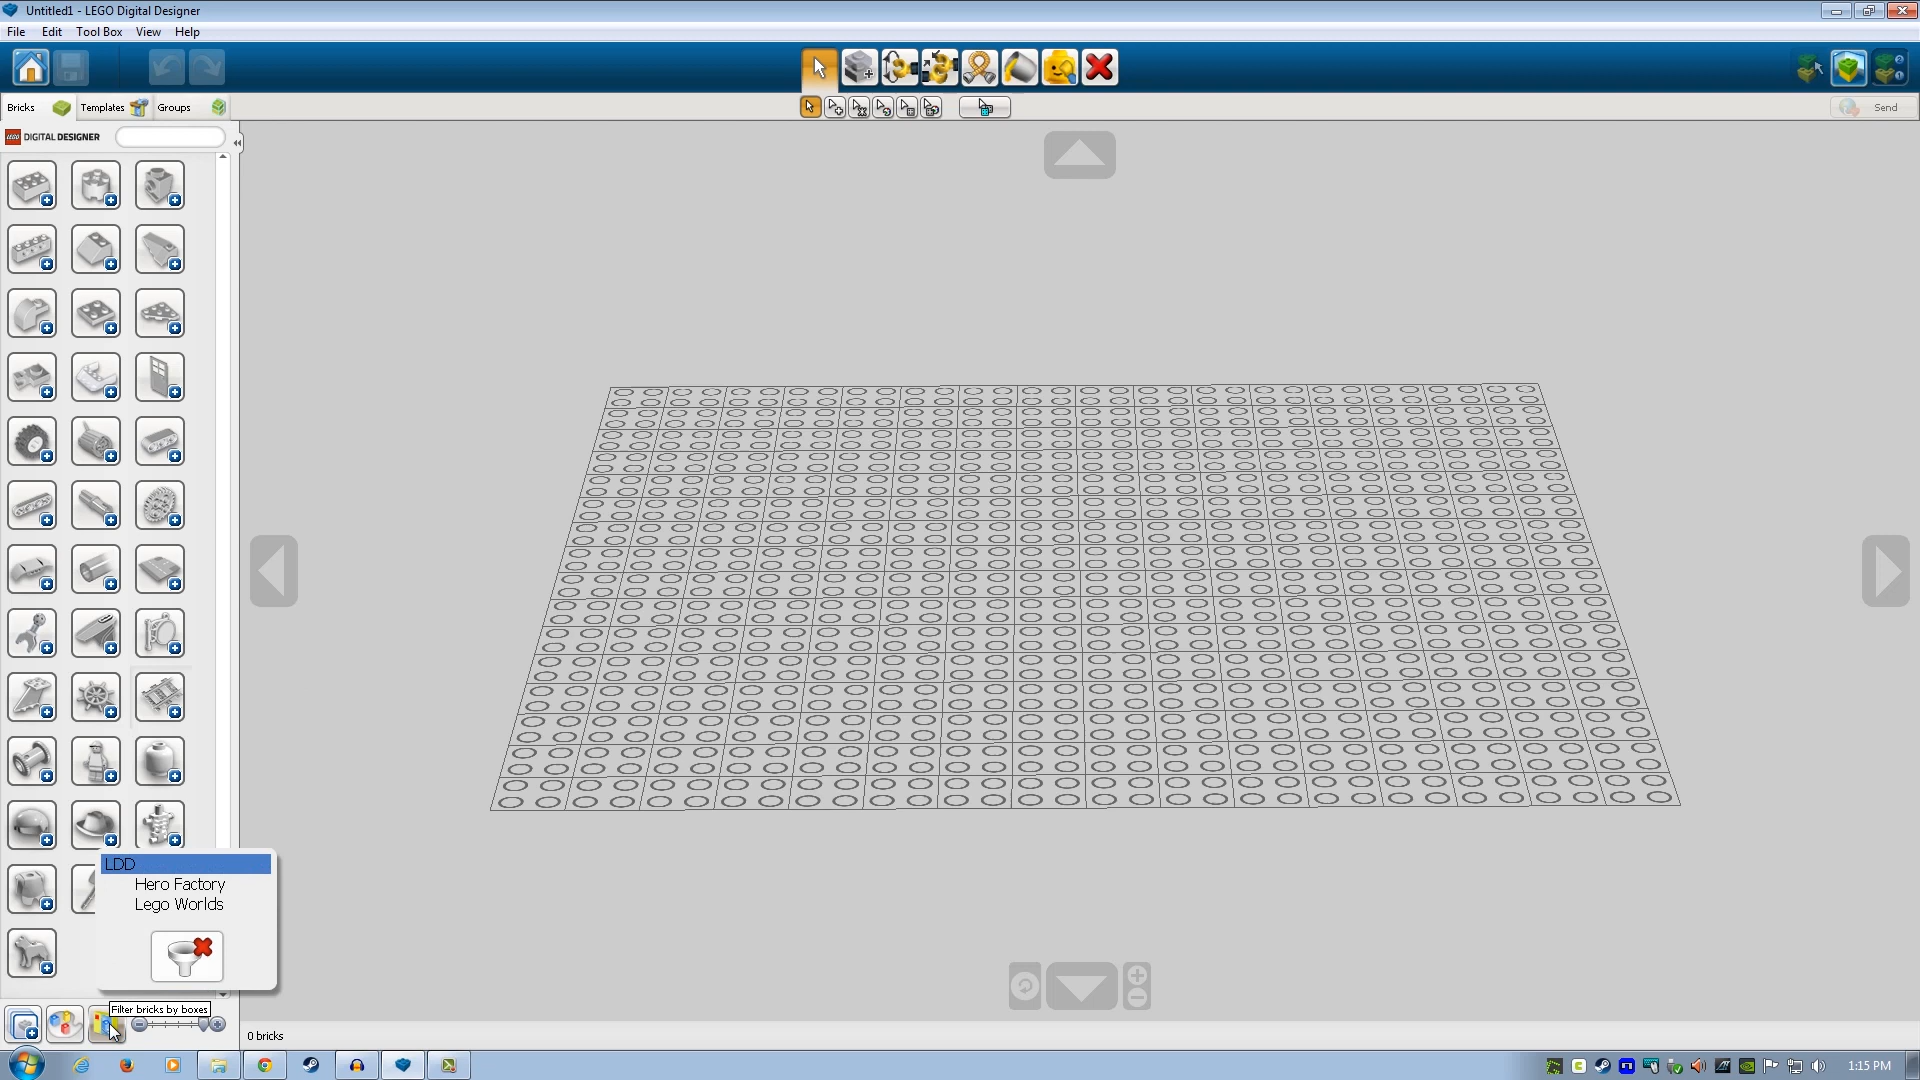 Untitled1 - LEGO Digital Designer
File Edit Tool Box View Help
Bricks Templates Groups
Send
LEGO DIGITAL DESIGNER
LDD
Hero Factory
Lego Worlds
Filter bricks by boxes
0 bricks
1:15 PM